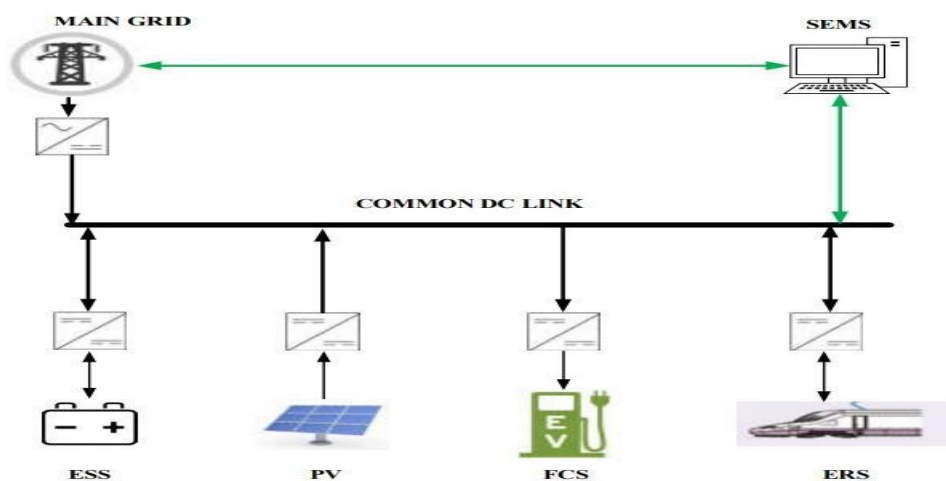 MAIN GRID
SEMS
COMMON DC LINK
EV
ESS
PV
FCS
ERS